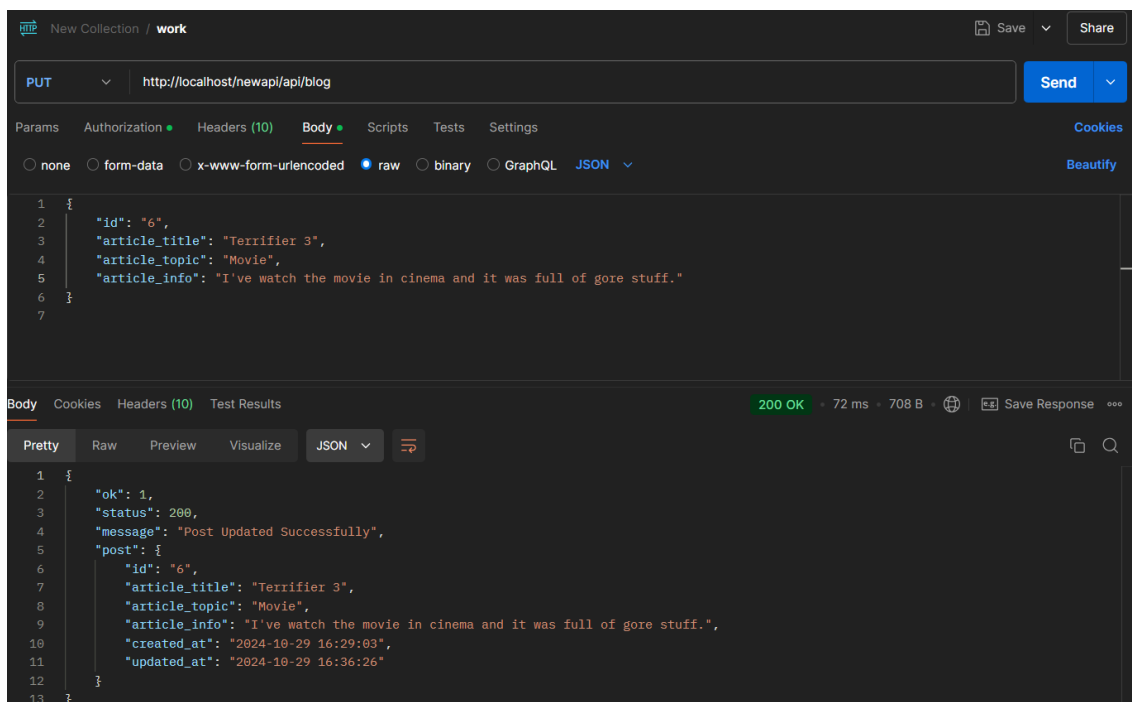 HTTP New Collection / work Save Share
PUT http://localhost/newapi/api/blog Send
Params Authorization Headers (10) Body Scripts Tests Settings Cookies
none form-data x-www-form-urlencoded raw binary GraphQL JSON Beautify
1 {
2 "id": "6",
3 "article_title": "Terrifier 3",
4 "article_topic": "Movie",
5 "article_info": "I've watch the movie in cinema and it was full of gore stuff."
6 }
7
Body Cookies Headers (10) Test Results 200 OK • 72 ms • 708 B • e.g. Save Response
Pretty Raw Preview Visualize JSON
1 {
2 "ok": 1,
3 "status": 200,
4 "message": "Post Updated Successfully",
5 "post": {
6 "id": "6",
7 "article_title": "Terrifier 3",
8 "article_topic": "Movie",
9 "article_info": "I've watch the movie in cinema and it was full of gore stuff.",
10 "created_at": "2024-10-29 16:29:03",
11 "updated_at": "2024-10-29 16:36:26"
12 }
13 }